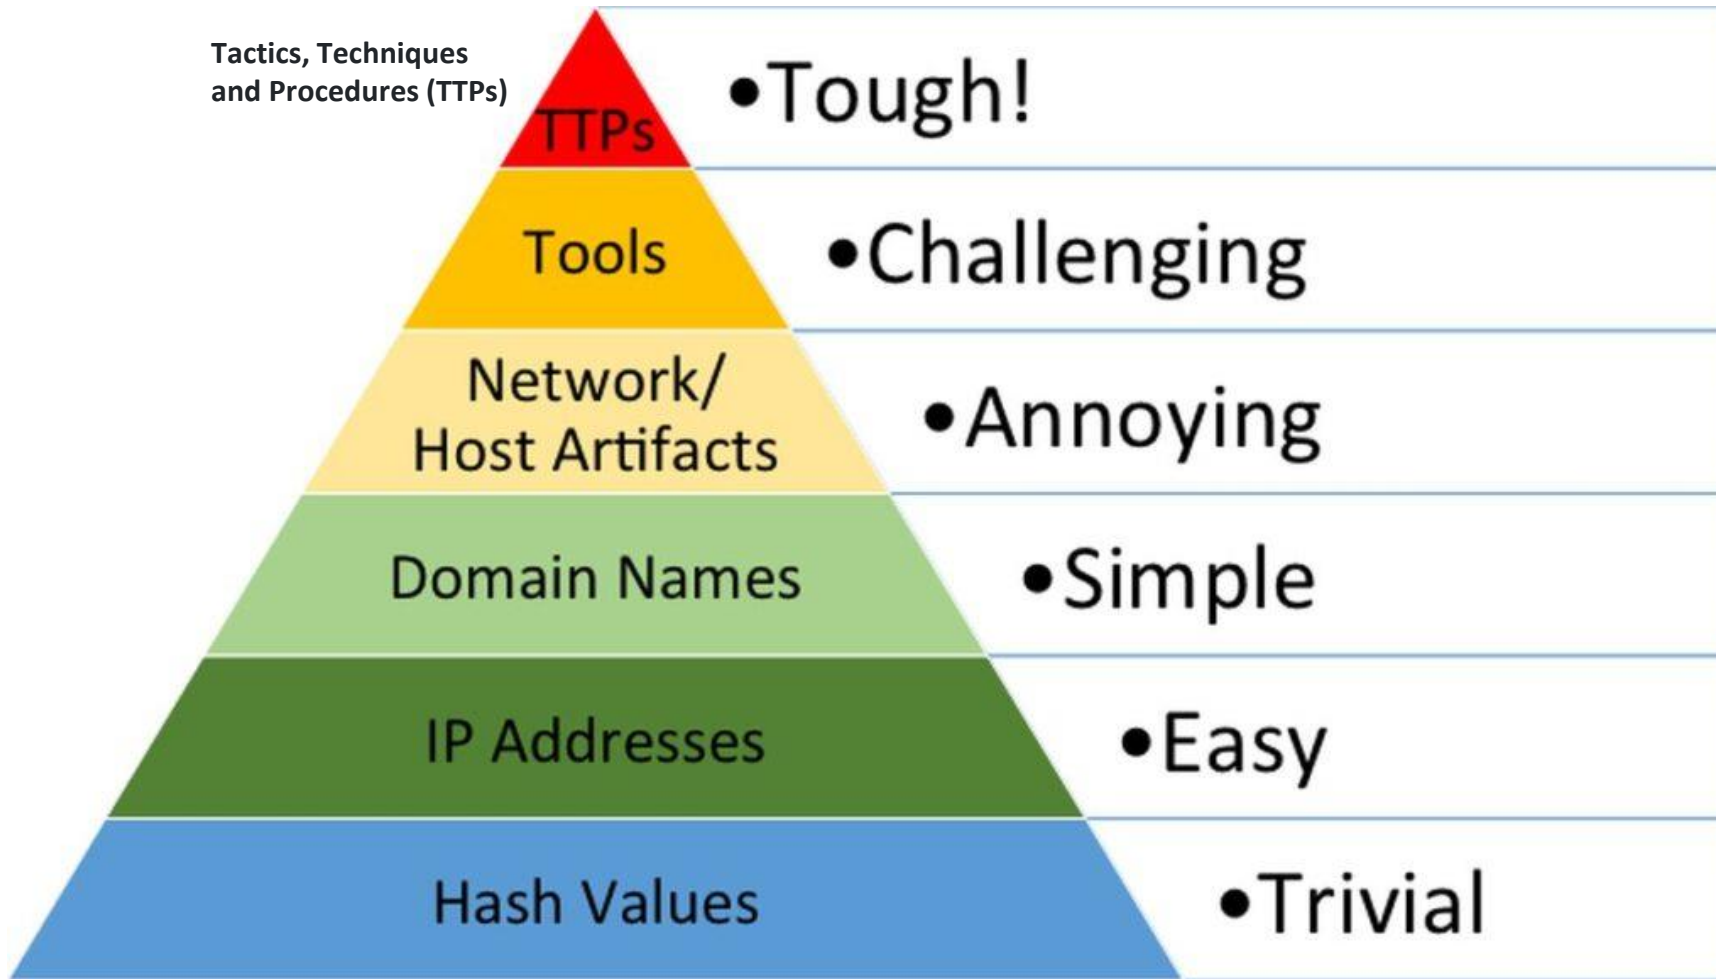 Tactics, Techniques
and Procedures (TTPs)
TTPs
•Tough!
Tools
•Challenging
Network/
Host Artifacts
•Annoying
Domain Names
•Simple
IP Addresses
•Easy
Hash Values
•Trivial